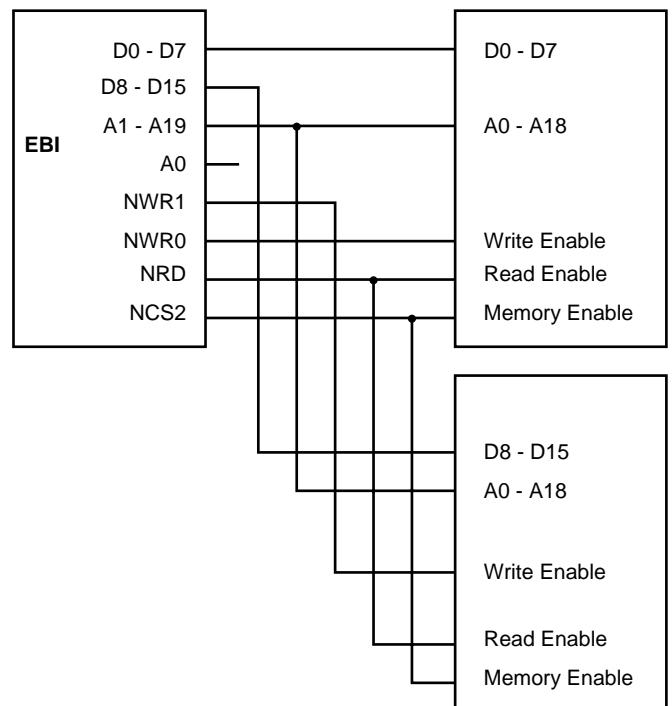 D0 - D7
D8 - D15
A1 - A19
EBI
A0
NWR1
NWR0
NRD
NCS2
D0 - D7
A0 - A18
Write Enable
Read Enable
Memory Enable
D8 - D15
A0 - A18
Write Enable
Read Enable
Memory Enable